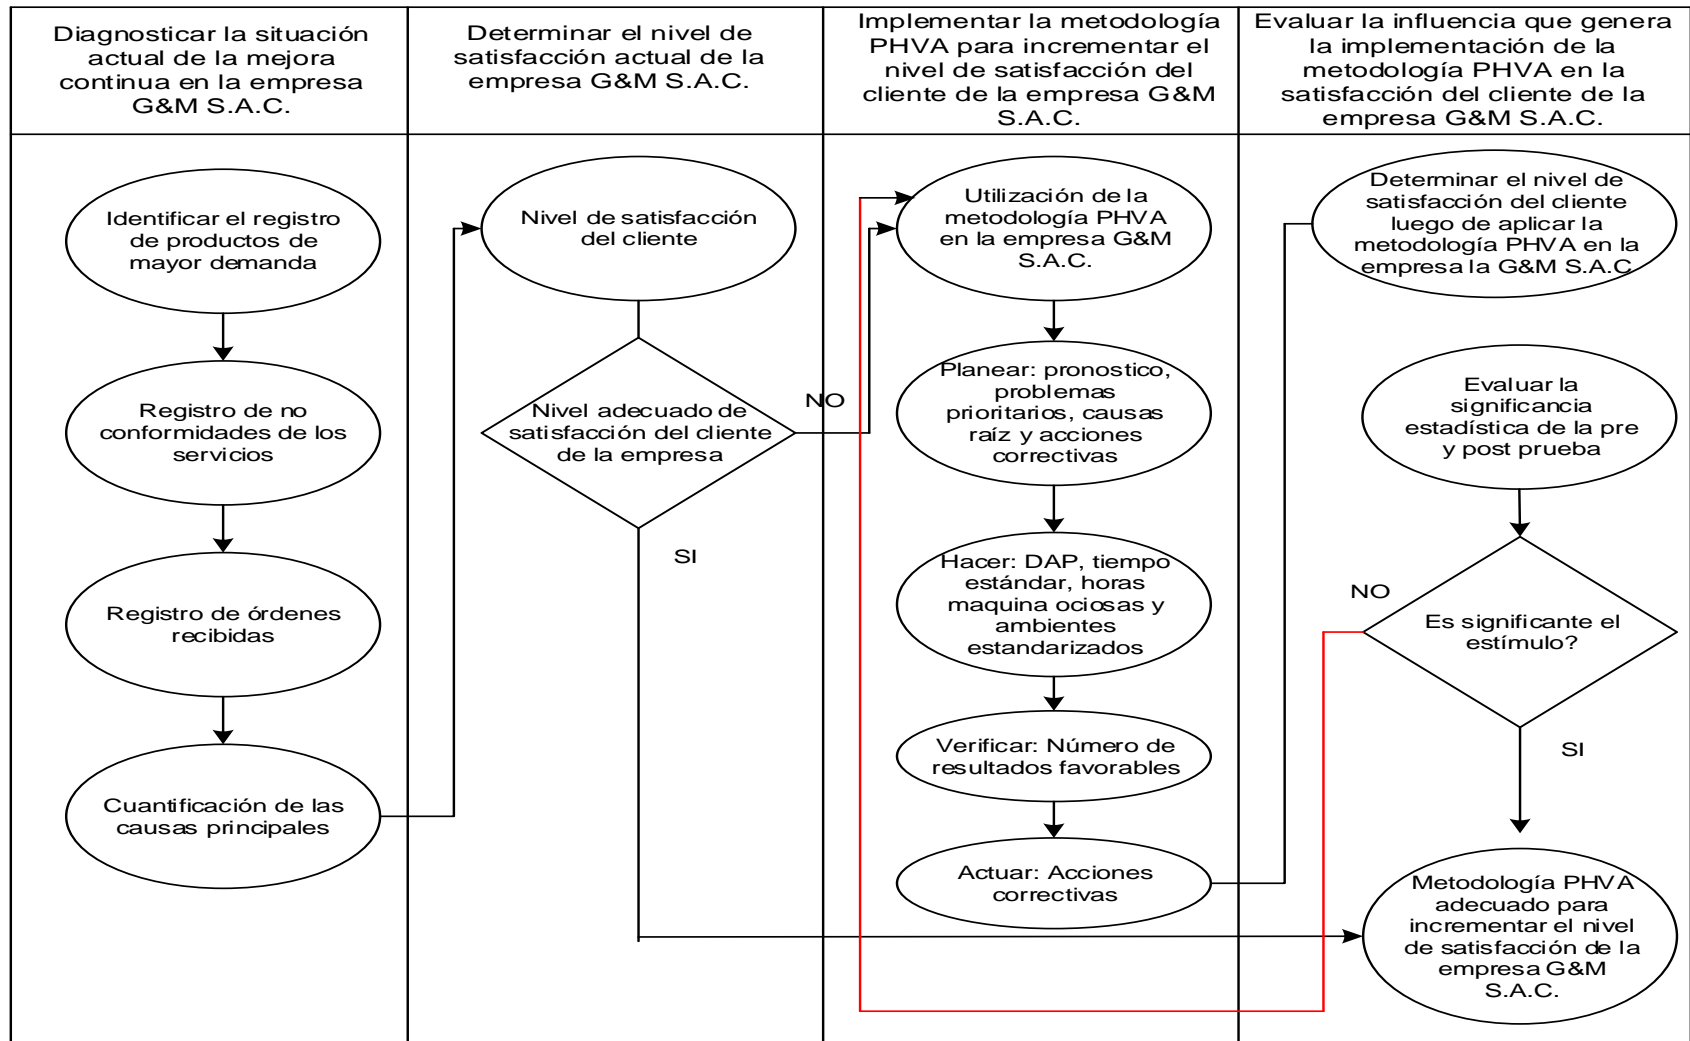 Diagnosticar la situación
actual de la mejora
continua en la empresa
G&M S.A.C.
Determinar el nivel de
satisfacción actual de la
empresa G&M S.A.C.
Implementar la metodología
PHVA para incrementar el
nivel de satisfacción del
cliente de la empresa G&M
S.A.C.
Evaluar la influencia que genera
la implementación de la
metodología PHVA en la
satisfacción del cliente de la
empresa G&M S.A.C.
Identificar el registro
de productos de
mayor demanda
Registro de no
conformidades de los
servicios
Registro de órdenes
recibidas
Cuantificación de las
causas principales
Nivel de satisfacción
del cliente
Nivel adecuado de
satisfacción del cliente
de la empresa
NO
SI
Utilización de la
metodología PHVA
en la empresa G&M
S.A.C.
Planear: pronostico,
problemas
prioritarios, causas
raíz y acciones
correctivas
Hacer: DAP, tiempo
estándar, horas
maquina ociosas y
ambientes
estandarizados
Verificar: Número de
resultados favorables
Actuar: Acciones
correctivas
Determinar el nivel de
satisfacción del cliente
luego de aplicar la
metodología PHVA en la
empresa la G&M S.A.C
Evaluar la
significancia
estadística de la pre
y post prueba
NO
Es significante el
estímulo?
SI
Metodología PHVA
adecuado para
incrementar el nivel
de satisfacción de la
empresa G&M
S.A.C.